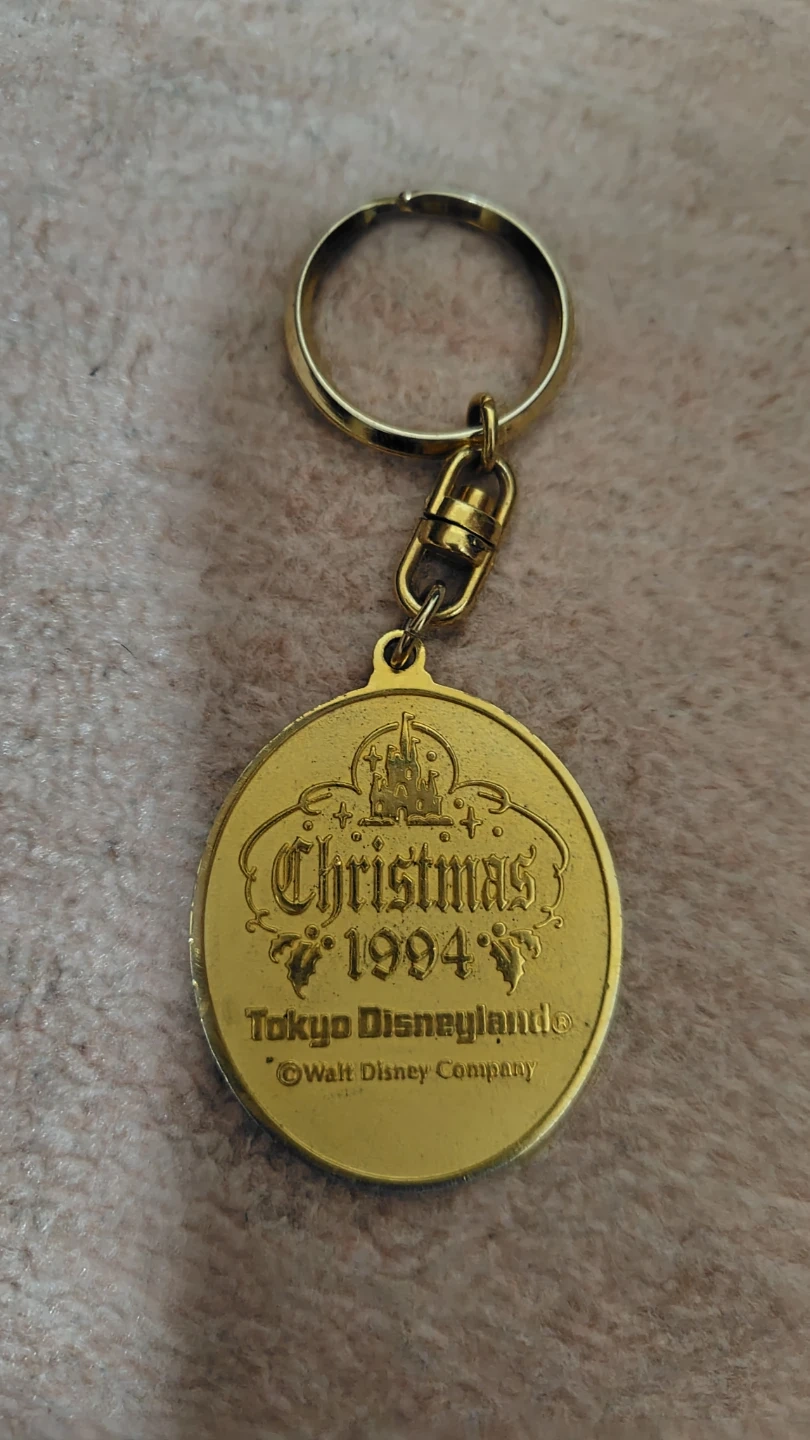 Christmas
1994
Tokyo Disneyland®
©Walt Disney Company